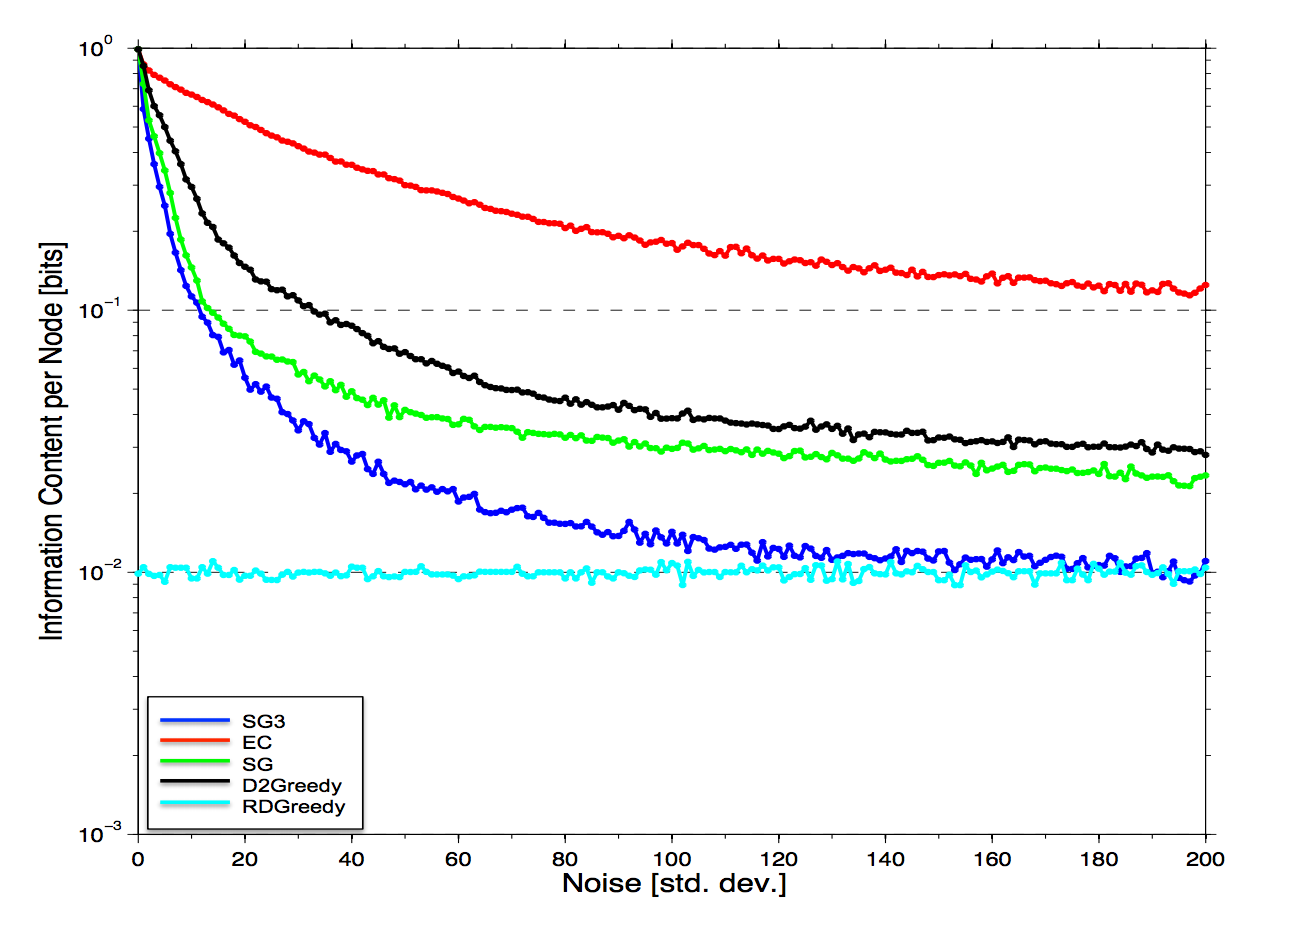 10^0
10^-1
10^-2
10^-3
Information Content per Node [bits]
SG3
EC
SG
D2Greedy
RDGreedy
0 20 40 60 80 100 120 140 160 180 200
Noise [std. dev.]